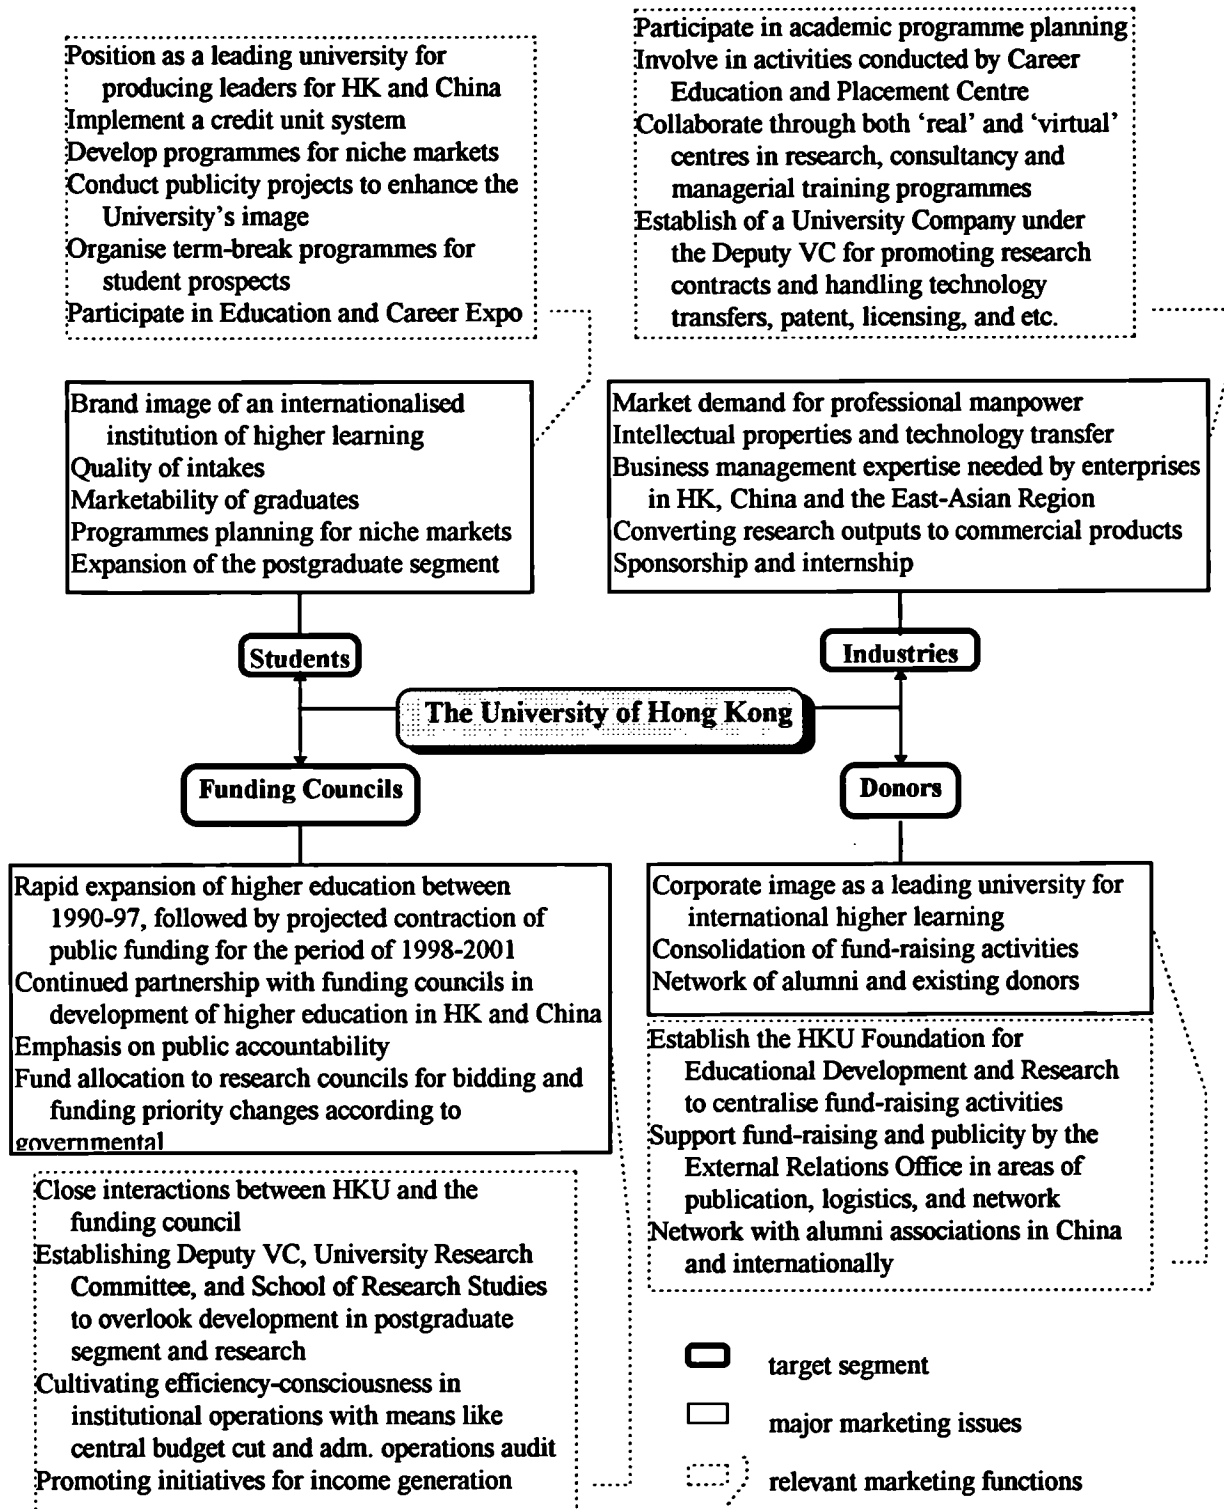 Position as a leading university for
producing leaders for HK and China
Implement a credit unit system
Develop programmes for niche markets
Conduct publicity projects to enhance the
University's image
Organise term-break programmes for
student prospects
Participate in Education and Career Expo
Participate in academic programme planning
Involve in activities conducted by Career
Education and Placement Centre
Collaborate through both 'real' and 'virtual'
centres in research, consultancy and
managerial training programmes
Establish of a University Company under
the Deputy VC for promoting research
contracts and handling technology
transfers, patent, licensing, and etc.
Brand image of an internationalised
institution of higher learning
Quality of intakes
Marketability of graduates
Programmes planning for niche markets
Expansion of the postgraduate segment
Market demand for professional manpower
Intellectual properties and technology transfer
Business management expertise needed by enterprises
in HK, China and the East-Asian Region
Converting research outputs to commercial products
Sponsorship and internship
Students
Industries
The University of Hong Kong
Funding Councils
Donors
Rapid expansion of higher education between
1990-97, followed by projected contraction of
public funding for the period of 1998-2001
Continued partnership with funding councils in
development of higher education in HK and China
Emphasis on public accountability
Fund allocation to research councils for bidding and
funding priority changes according to
governmental
Corporate image as a leading university for
international higher learning
Consolidation of fund-raising activities
Network of alumni and existing donors
Establish the HKU Foundation for
Educational Development and Research
to centralise fund-raising activities
Support fund-raising and publicity by the
External Relations Office in areas of
publication, logistics, and network
Network with alumni associations in China
and internationally
Close interactions between HKU and the
funding council
Establishing Deputy VC, University Research
Committee, and School of Research Studies
to overlook development in postgraduate
segment and research
Cultivating efficiency-consciousness in
institutional operations with means like
central budget cut and adm. operations audit
Promoting initiatives for income generation
target segment
major marketing issues
relevant marketing functions